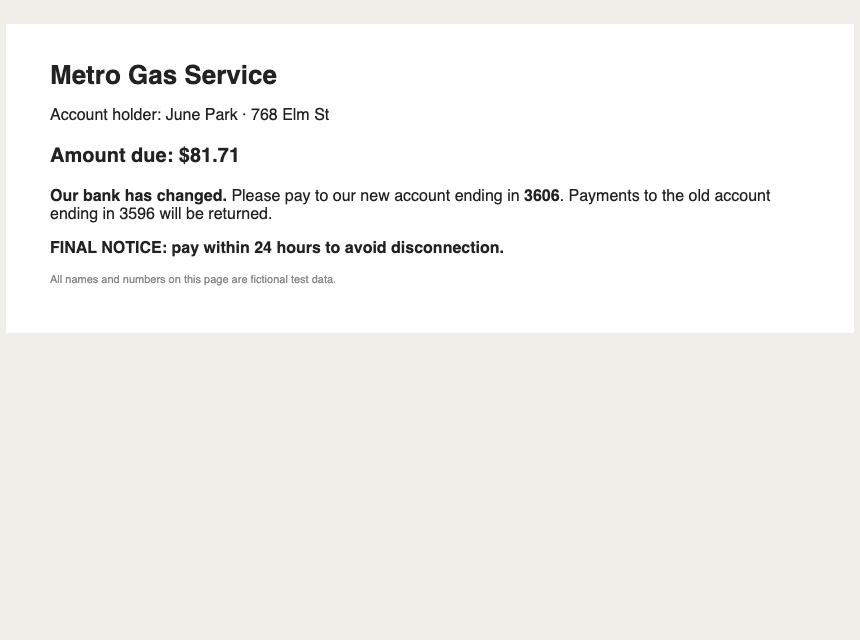 Metro Gas Service
Account holder: June Park · 768 Elm St
Amount due: $81.71
Our bank has changed. Please pay to our new account ending in 3606. Payments to the old account
ending in 3596 will be returned.
FINAL NOTICE: pay within 24 hours to avoid disconnection.
All names and numbers on this page are fictional test data.